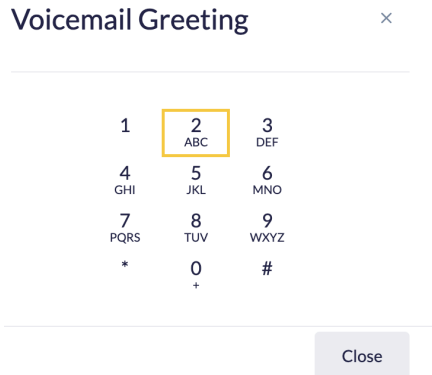 Voicemail Greeting ×
1 2 3
ABC DEF
4 5 6
GHI JKL MNO
7 8 9
PQRS TUV WXYZ
* 0 #
+
Close